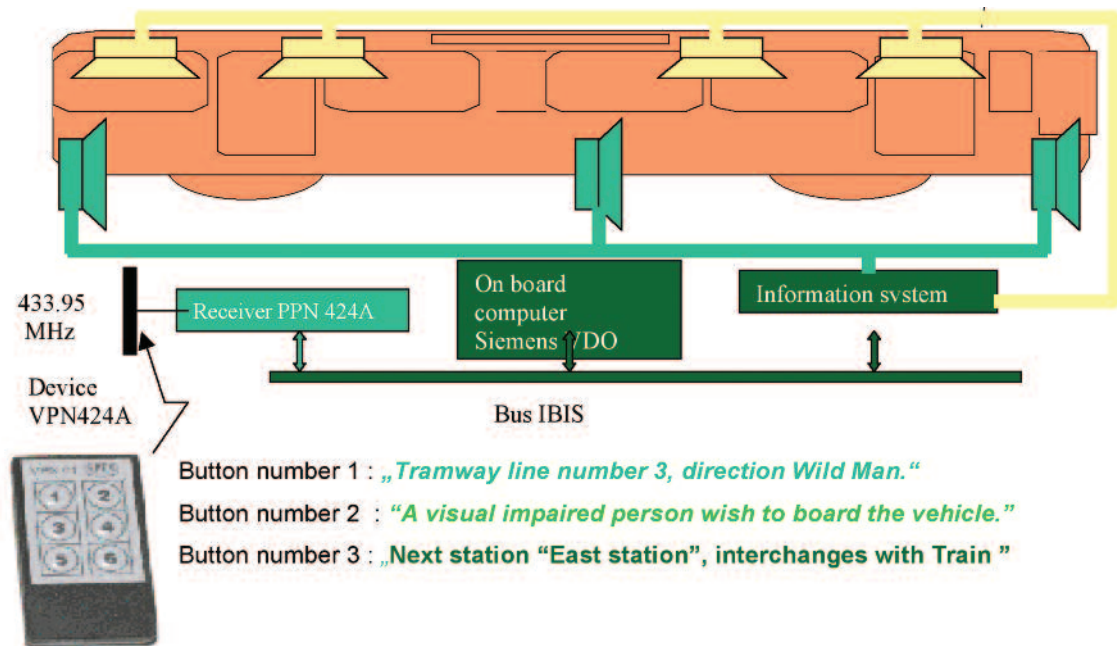 433.95
MHz
Receiver PPN 424A
On board
computer
Siemens VDO
Information system
Device
VPN424A
Bus IBIS
1 2
3 4
5 6
Button number 1 : „Tramway line number 3, direction Wild Man.“
Button number 2 : “A visual impaired person wish to board the vehicle.”
Button number 3 : „Next station “East station”, interchanges with Train ”